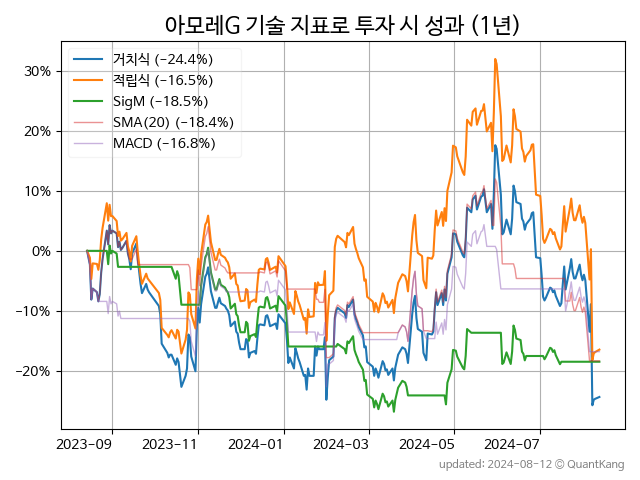 아모레G 기술 지표로 투자 시 성과 (1년)
거치식 (−24.4%)
적립식 (−16.5%)
SigM (−18.5%)
SMA(20) (−18.4%)
MACD (−16.8%)
30%
20%
10%
0%
−10%
−20%
2023−09 2023−11 2024−01 2024−03 2024−05 2024−07
updated: 2024−08−12 © QuantKang